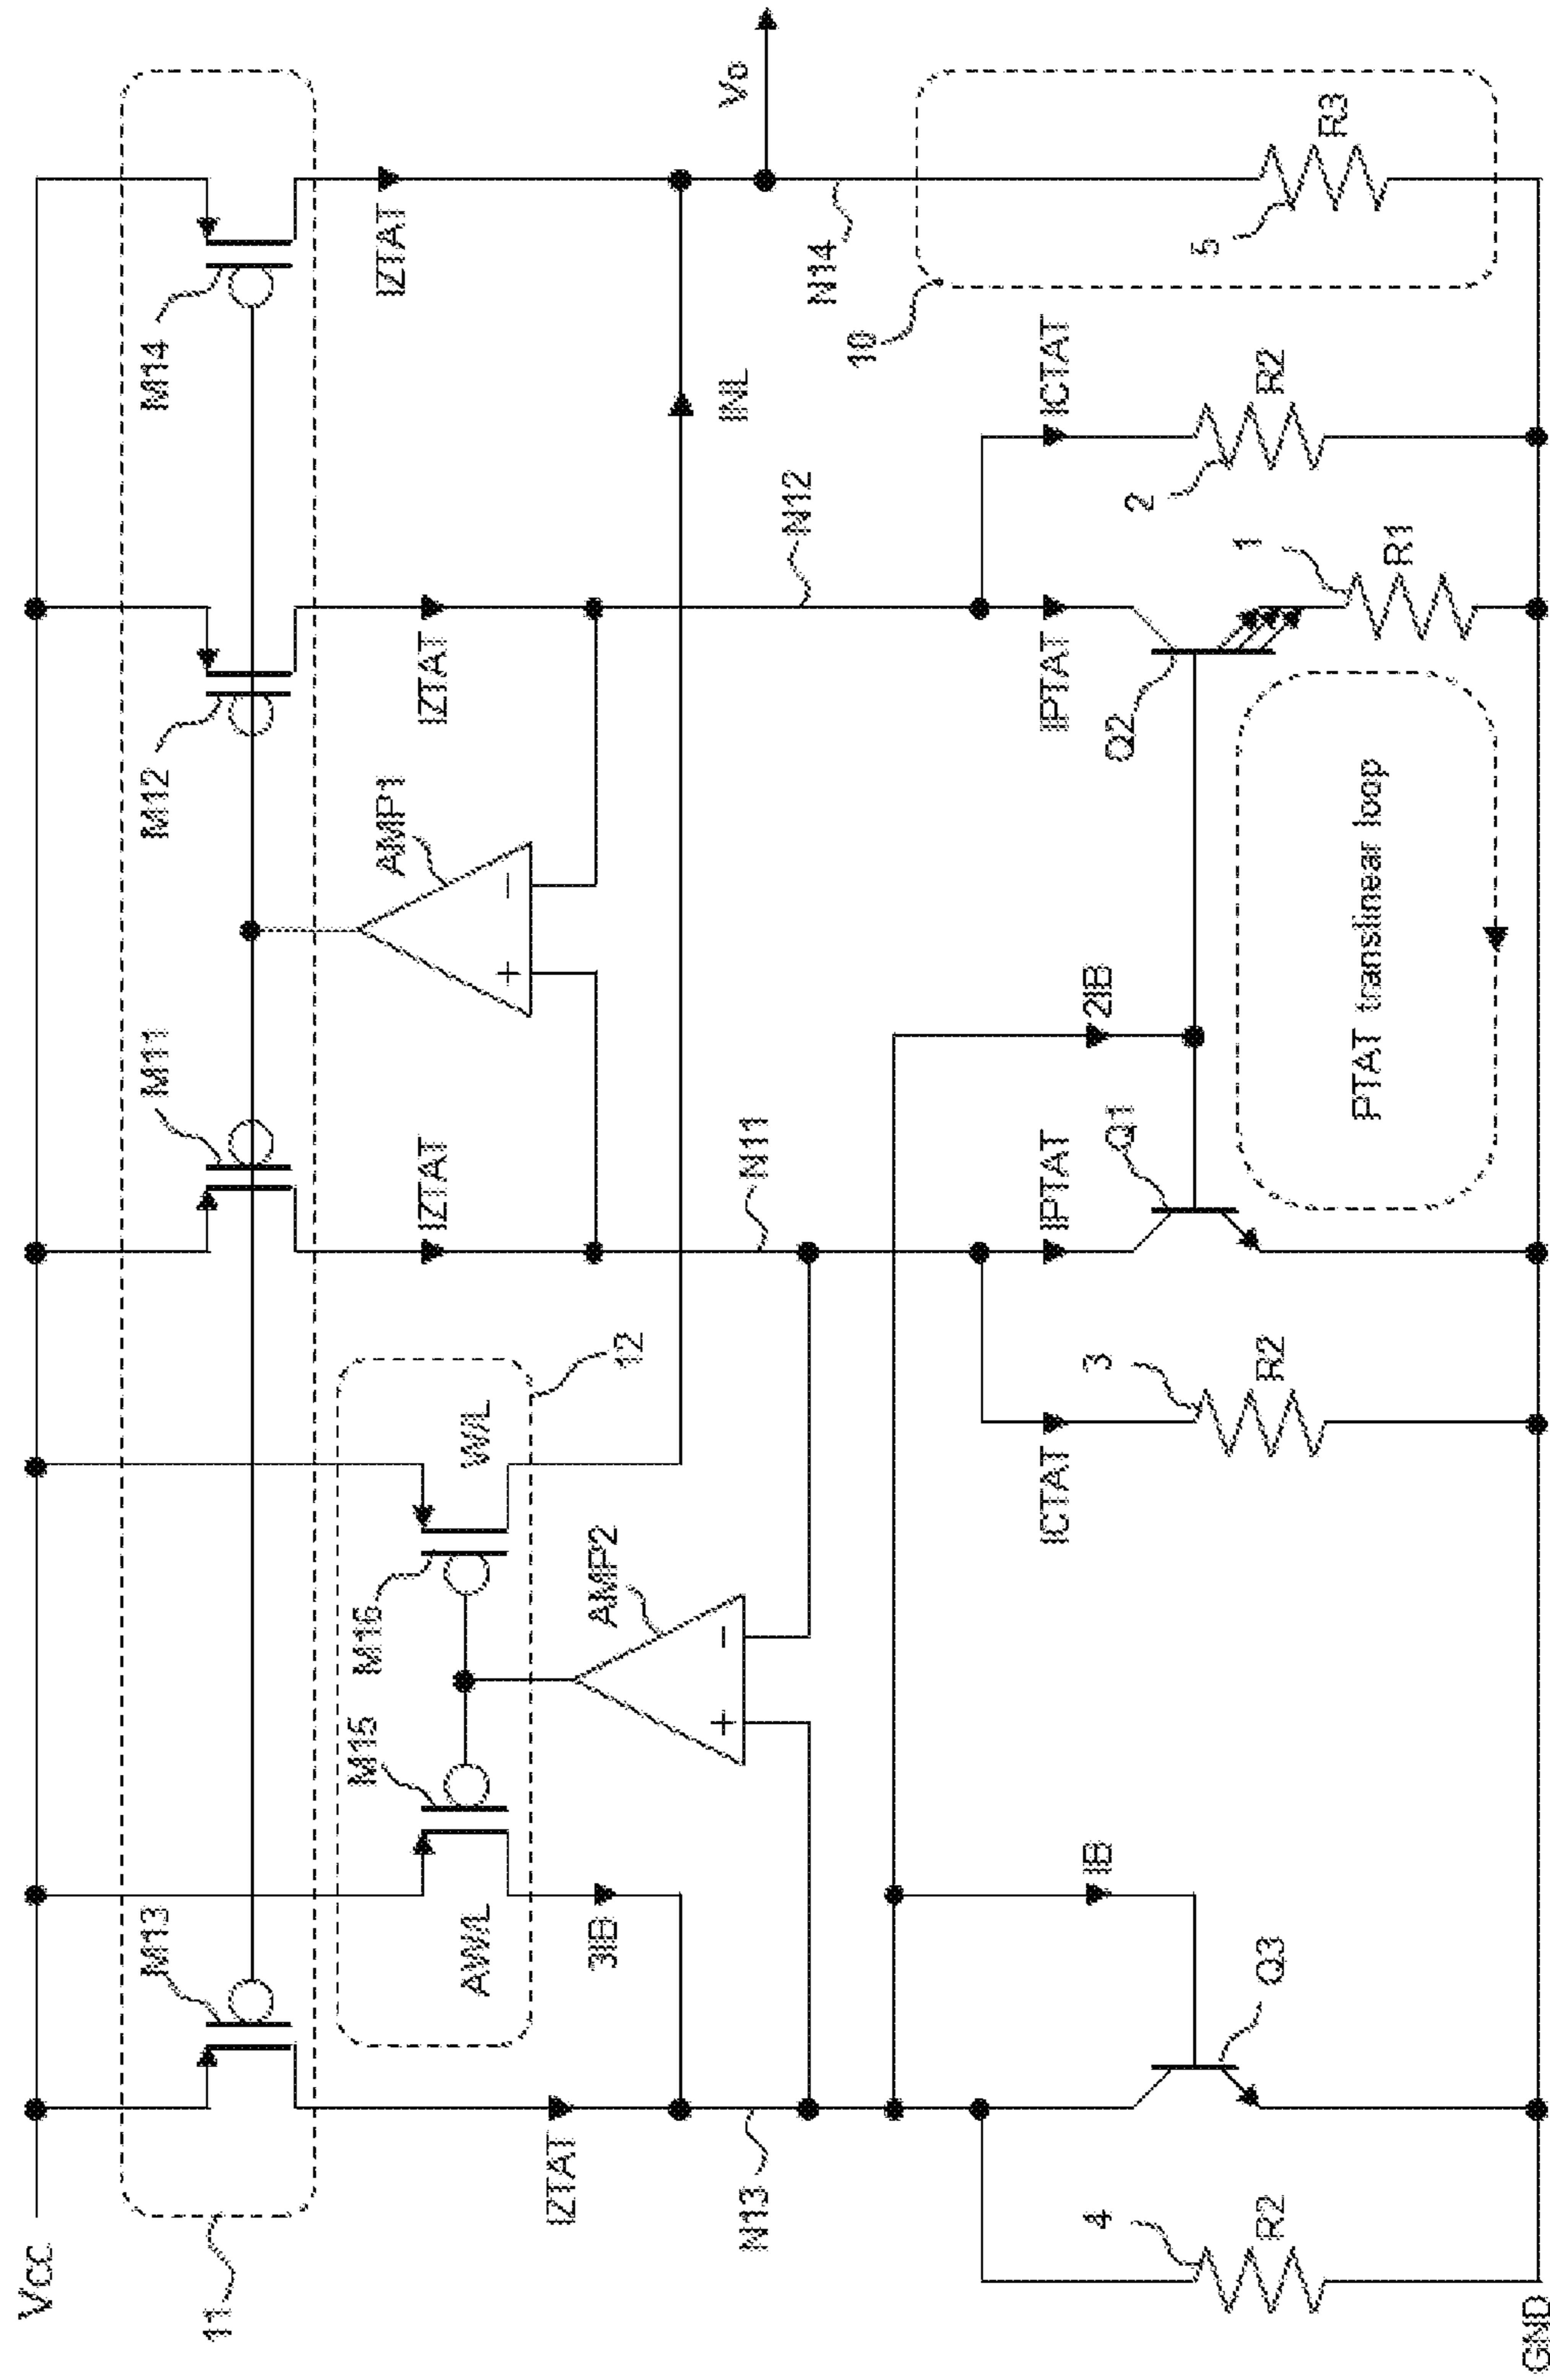 Vcc
11
M13
M11
M12
M14
AW/L
M15
M16
W/L
12
AMP1
+
−
IZTAT
IZTAT
IZTAT
3IB
AMP2
+
−
IZTAT
INL
Vo
N13
N11
N12
N14
10
2IB
IB
ICTAT
IPTAT
IPTAT
ICTAT
4
R2
Q3
3
R2
Q1
Q2
2
R2
5
R3
1
R1
PTAT translinear loop
GND